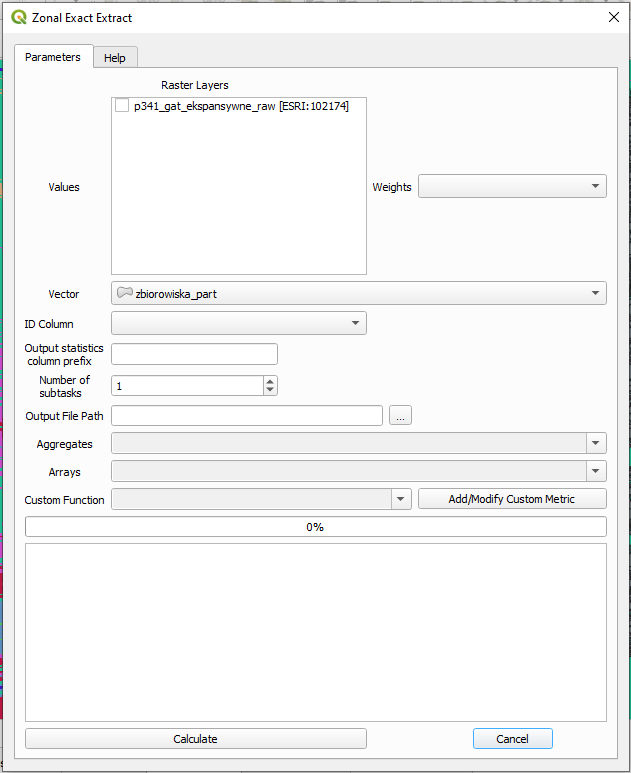 Zonal Exact Extract
Parameters
Help
Raster Layers
p341_gat_ekspansywne_raw [ESRI:102174]
Values
Weights
Vector
zbiorowiska_part
ID Column
Output statistics
column prefix
Number of
subtasks
1
Output File Path
...
Aggregates
Arrays
Custom Function
Add/Modify Custom Metric
0%
Calculate
Cancel